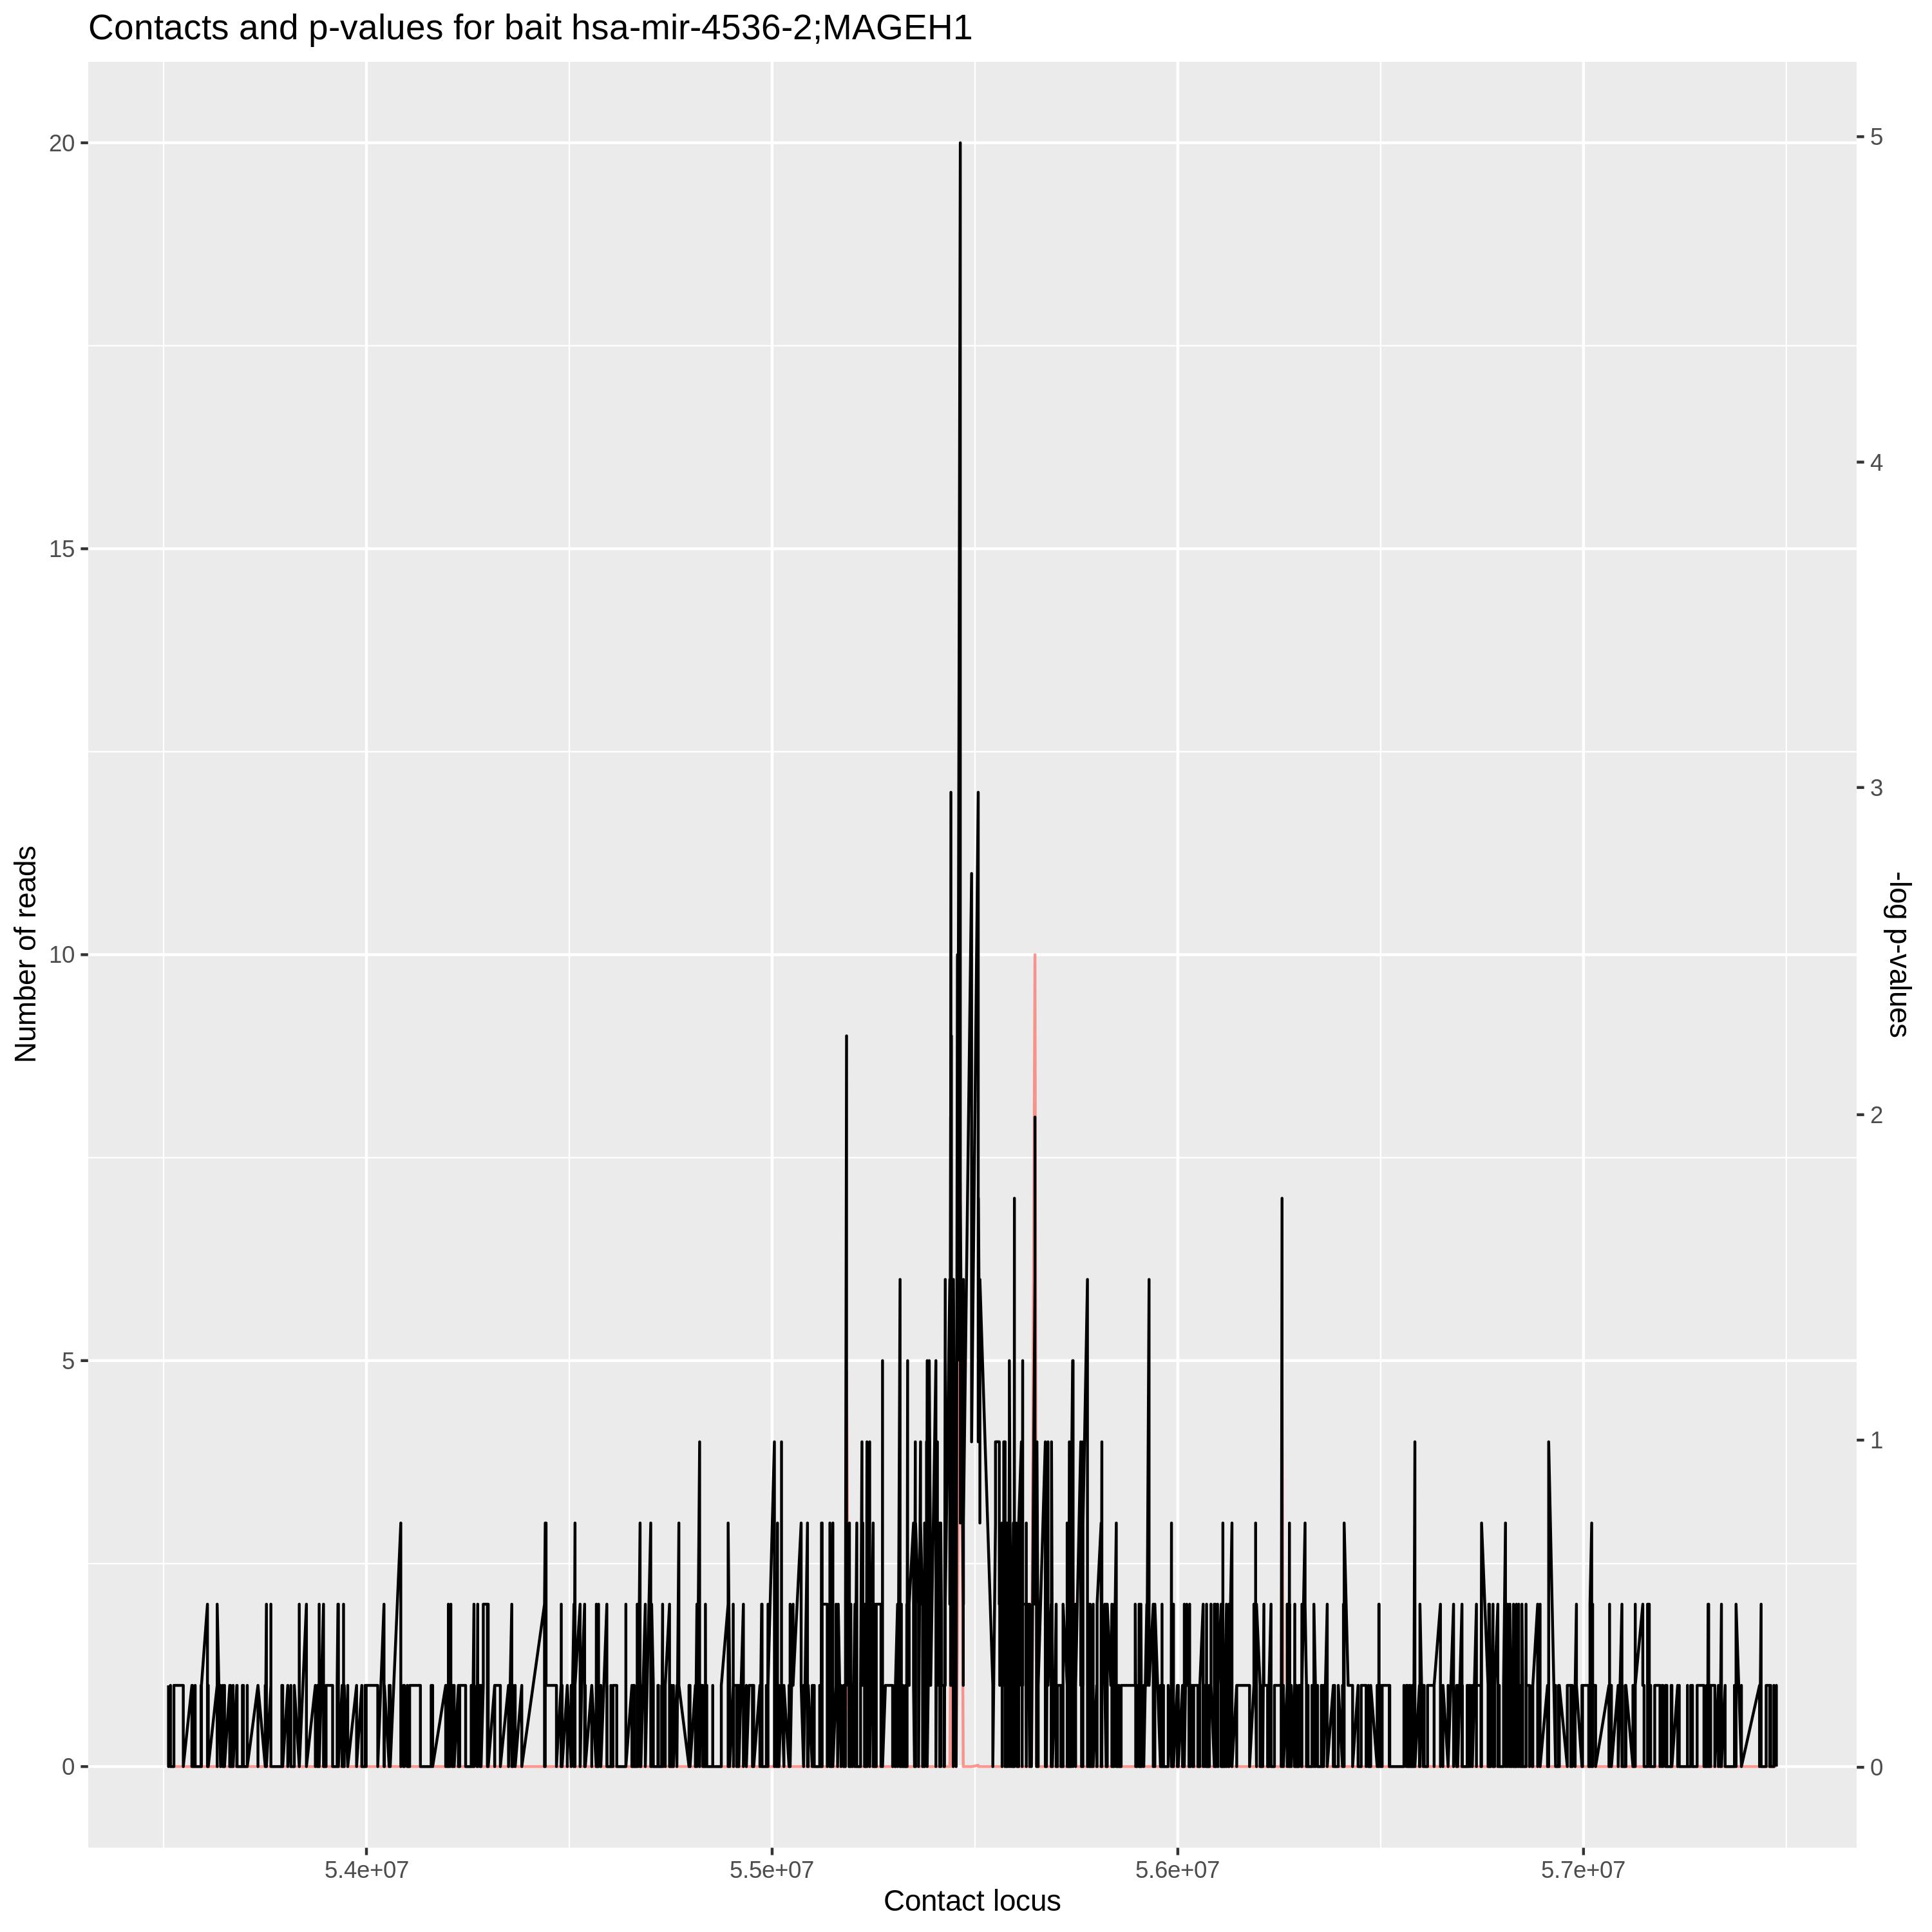 Contacts and p-values for bait hsa-mir-4536-2;MAGEH1
20
15
10
5
0
Number of reads
5
4
3
2
1
0
-log p-values
5.4e+07 5.5e+07 5.6e+07 5.7e+07
Contact locus